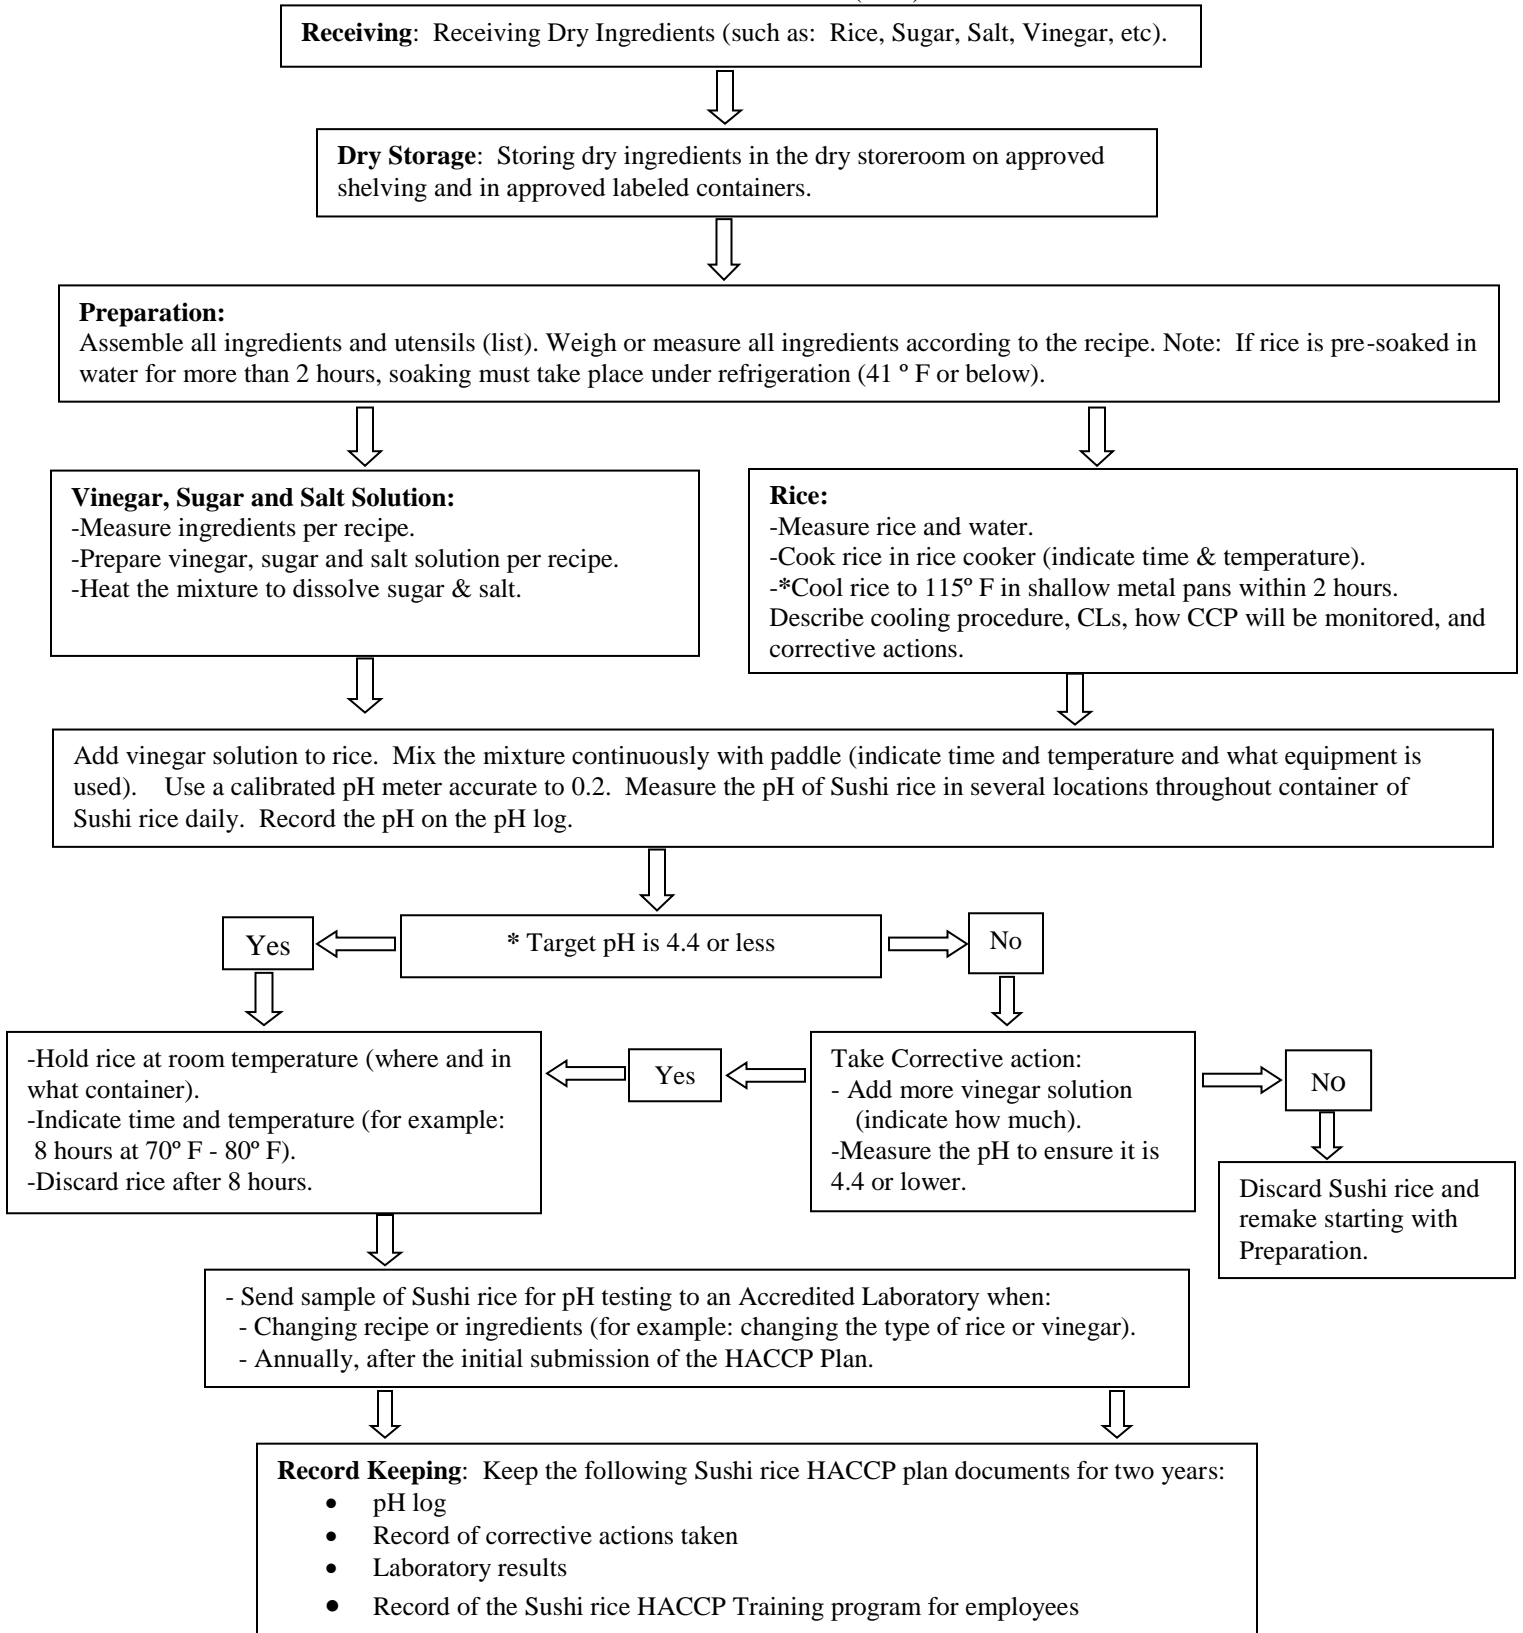 Receiving: Receiving Dry Ingredients (such as: Rice, Sugar, Salt, Vinegar, etc).
Dry Storage: Storing dry ingredients in the dry storeroom on approved
shelving and in approved labeled containers.
Preparation:
Assemble all ingredients and utensils (list). Weigh or measure all ingredients according to the recipe. Note: If rice is pre-soaked in
water for more than 2 hours, soaking must take place under refrigeration (41 º F or below).
Vinegar, Sugar and Salt Solution:
-Measure ingredients per recipe.
-Prepare vinegar, sugar and salt solution per recipe.
-Heat the mixture to dissolve sugar & salt.
Rice:
-Measure rice and water.
-Cook rice in rice cooker (indicate time & temperature).
-*Cool rice to 115º F in shallow metal pans within 2 hours.
Describe cooling procedure, CLs, how CCP will be monitored, and
corrective actions.
Add vinegar solution to rice. Mix the mixture continuously with paddle (indicate time and temperature and what equipment is
used). Use a calibrated pH meter accurate to 0.2. Measure the pH of Sushi rice in several locations throughout container of
Sushi rice daily. Record the pH on the pH log.
Yes
* Target pH is 4.4 or less
No
-Hold rice at room temperature (where and in
what container).
-Indicate time and temperature (for example:
8 hours at 70º F - 80º F).
-Discard rice after 8 hours.
Yes
Take Corrective action:
- Add more vinegar solution
(indicate how much).
-Measure the pH to ensure it is
4.4 or lower.
No
Discard Sushi rice and
remake starting with
Preparation.
- Send sample of Sushi rice for pH testing to an Accredited Laboratory when:
- Changing recipe or ingredients (for example: changing the type of rice or vinegar).
- Annually, after the initial submission of the HACCP Plan.
Record Keeping: Keep the following Sushi rice HACCP plan documents for two years:
• pH log
• Record of corrective actions taken
• Laboratory results
• Record of the Sushi rice HACCP Training program for employees